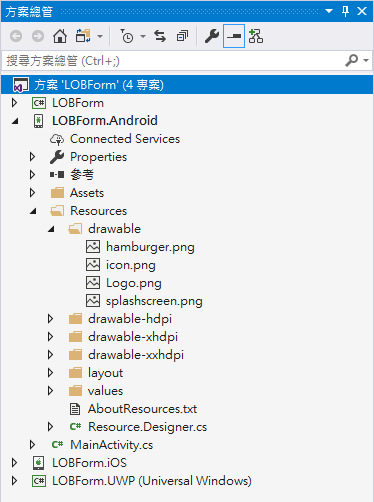 方案總管
搜尋方案總管 (Ctrl+;)
方案 'LOBForm' (4 專案)
LOBForm
LOBForm.Android
Connected Services
Properties
參考
Assets
Resources
drawable
hamburger.png
icon.png
Logo.png
splashscreen.png
drawable-hdpi
drawable-xhdpi
drawable-xxhdpi
layout
values
AboutResources.txt
Resource.Designer.cs
MainActivity.cs
LOBForm.iOS
LOBForm.UWP (Universal Windows)